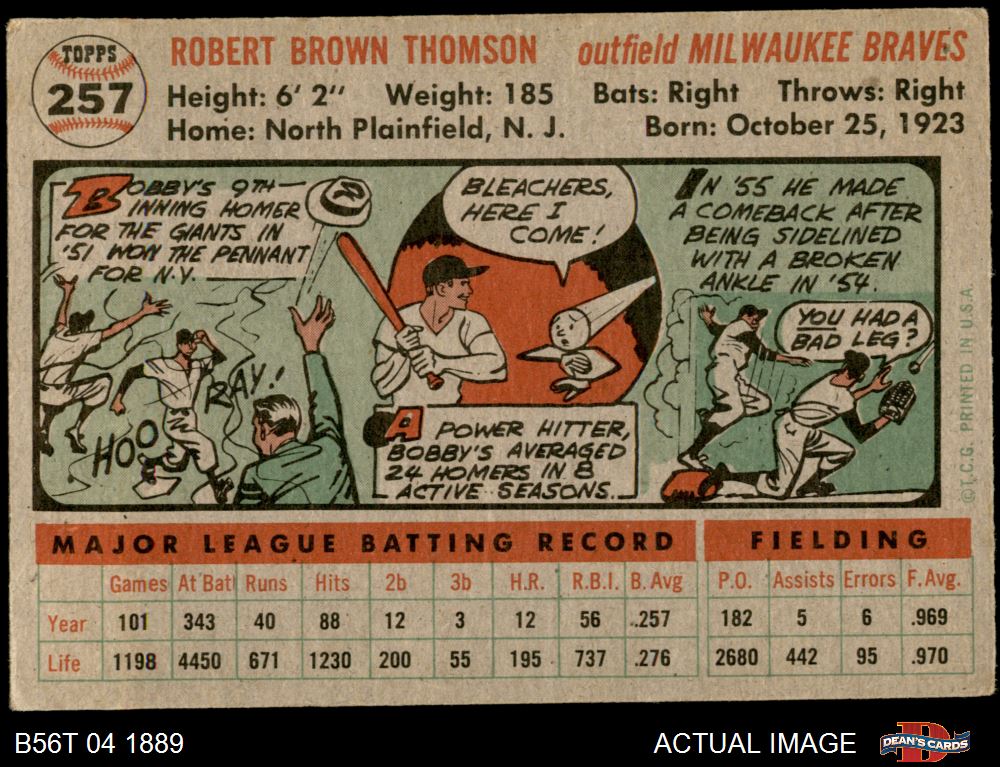 TOPPS
257
ROBERT BROWN THOMSON outfield MILWAUKEE BRAVES
Height: 6' 2" Weight: 185 Bats: Right Throws: Right
Home: North Plainfield, N. J. Born: October 25, 1923
BOBBY'S 9TH
INNING HOMER
FOR THE GIANTS IN
'51 WON THE PENNANT
FOR N.Y.
HOO
RAY!
BLEACHERS,
HERE I
COME!
A POWER HITTER,
BOBBY'S AVERAGED
24 HOMERS IN 8
ACTIVE SEASONS.
IN '55 HE MADE
A COMEBACK AFTER
BEING SIDELINED
WITH A BROKEN
ANKLE IN '54.
YOU HAD A
BAD LEG?
©T.C.G. PRINTED IN U.S.A.
MAJOR LEAGUE BATTING RECORD FIELDING
Games At Bat Runs Hits 2b 3b H.R. R.B.I. B. Avg P.O. Assists Errors F. Avg.
Year 101 343 40 88 12 3 12 56 .257 182 5 6 .969
Life 1198 4450 671 1230 200 55 195 737 .276 2680 442 95 .970
B56T 04 1889 ACTUAL IMAGE DEAN'S CARDS